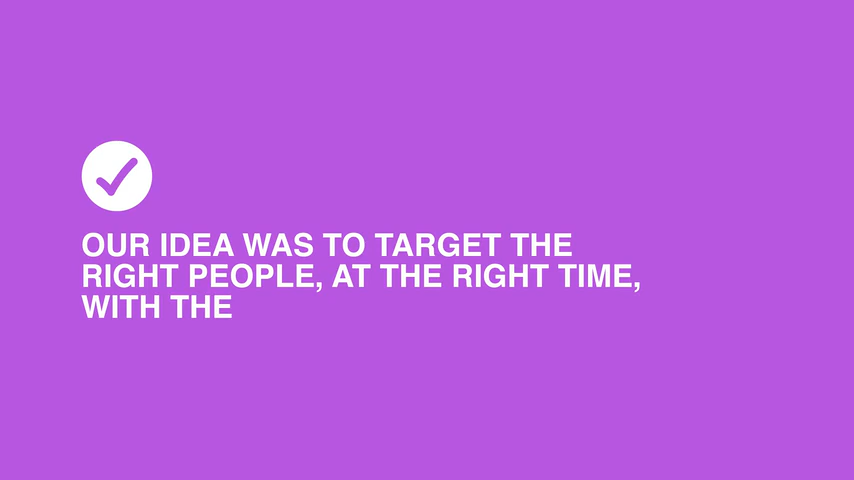 OUR IDEA WAS TO TARGET THE
RIGHT PEOPLE, AT THE RIGHT TIME,
WITH THE